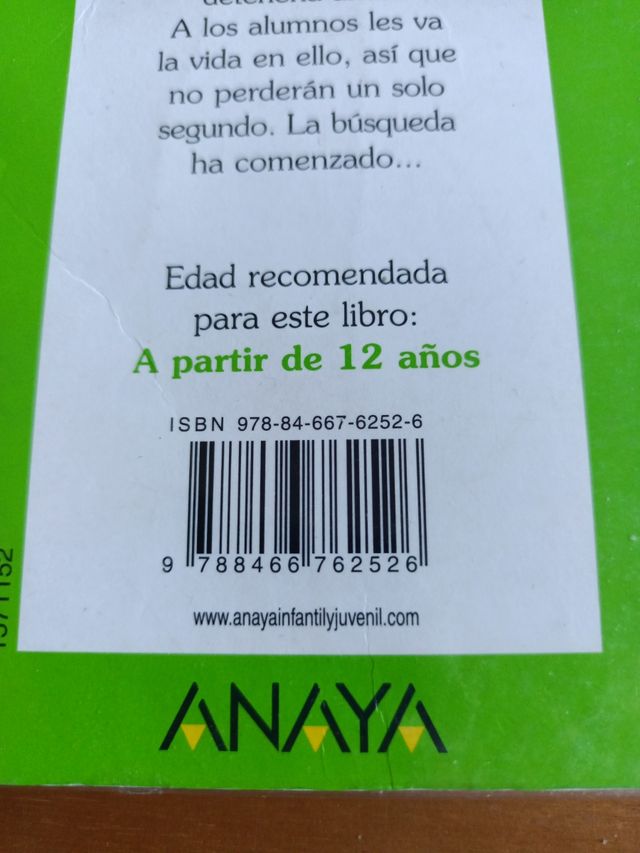 A los alumnos les va
la vida en ello, así que
no perderán un solo
segundo. La búsqueda
ha comenzado...
Edad recomendada
para este libro:
A partir de 12 años
ISBN 978-84-667-6252-6
9 788466 762526
www.anayainfantilyjuvenil.com
ANAYA